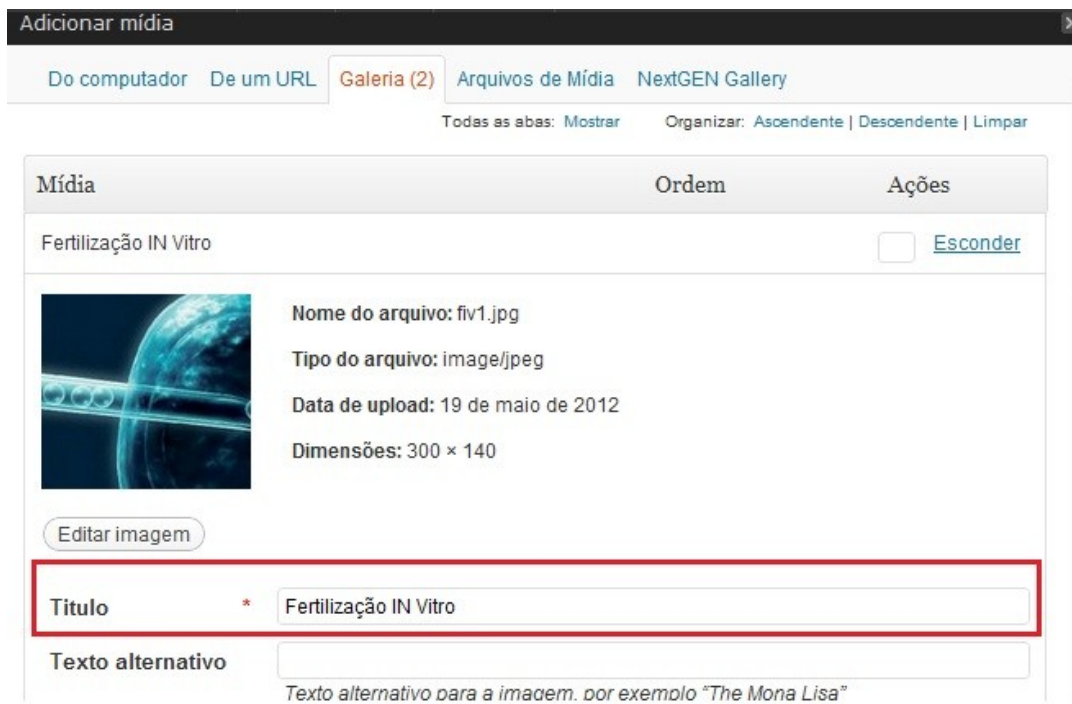 Adicionar mídia
Do computador De um URL Galeria (2) Arquivos de Mídia NextGEN Gallery
Todas as abas: Mostrar Organizar: Ascendente | Descendente | Limpar
Mídia Ordem Ações
Fertilização IN Vitro Esconder
Nome do arquivo: fiv1.jpg
Tipo do arquivo: image/jpeg
Data de upload: 19 de maio de 2012
Dimensões: 300 × 140
Editar imagem
Titulo * Fertilização IN Vitro
Texto alternativo
Texto alternativo para a imagem, por exemplo “The Mona Lisa”